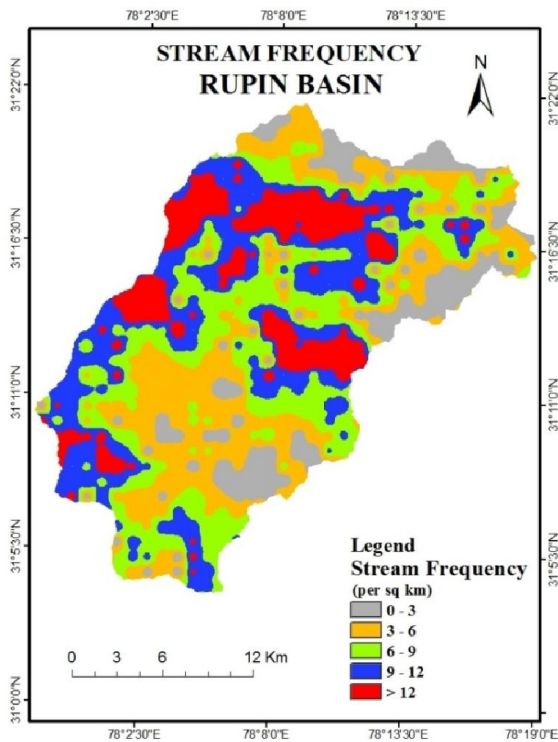 78°2'30"E 78°8'0"E 78°13'30"E
STREAM FREQUENCY
RUPIN BASIN
N
31°22'0"N 31°22'0"N
31°16'30"N 31°16'30"N
31°11'0"N 31°11'0"N
31°5'30"N 31°5'30"N
Legend
Stream Frequency
(per sq km)
0 - 3
3 - 6
6 - 9
9 - 12
> 12
0 3 6 12 Km
31°0'0"N 31°0'0"N
78°2'30"E 78°8'0"E 78°13'30"E 78°19'0"E